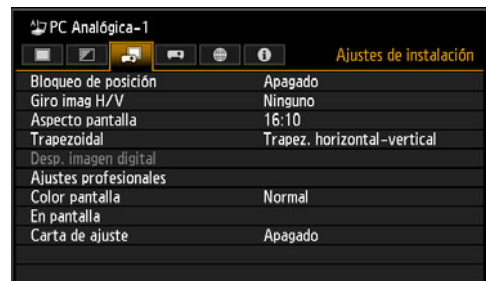 PC Analógica-1
Ajustes de instalación
Bloqueo de posición Apagado
Giro imag H/V Ninguno
Aspecto pantalla 16:10
Trapezoidal Trapez. horizontal-vertical
Desp. imagen digital
Ajustes profesionales
Color pantalla Normal
En pantalla
Carta de ajuste Apagado